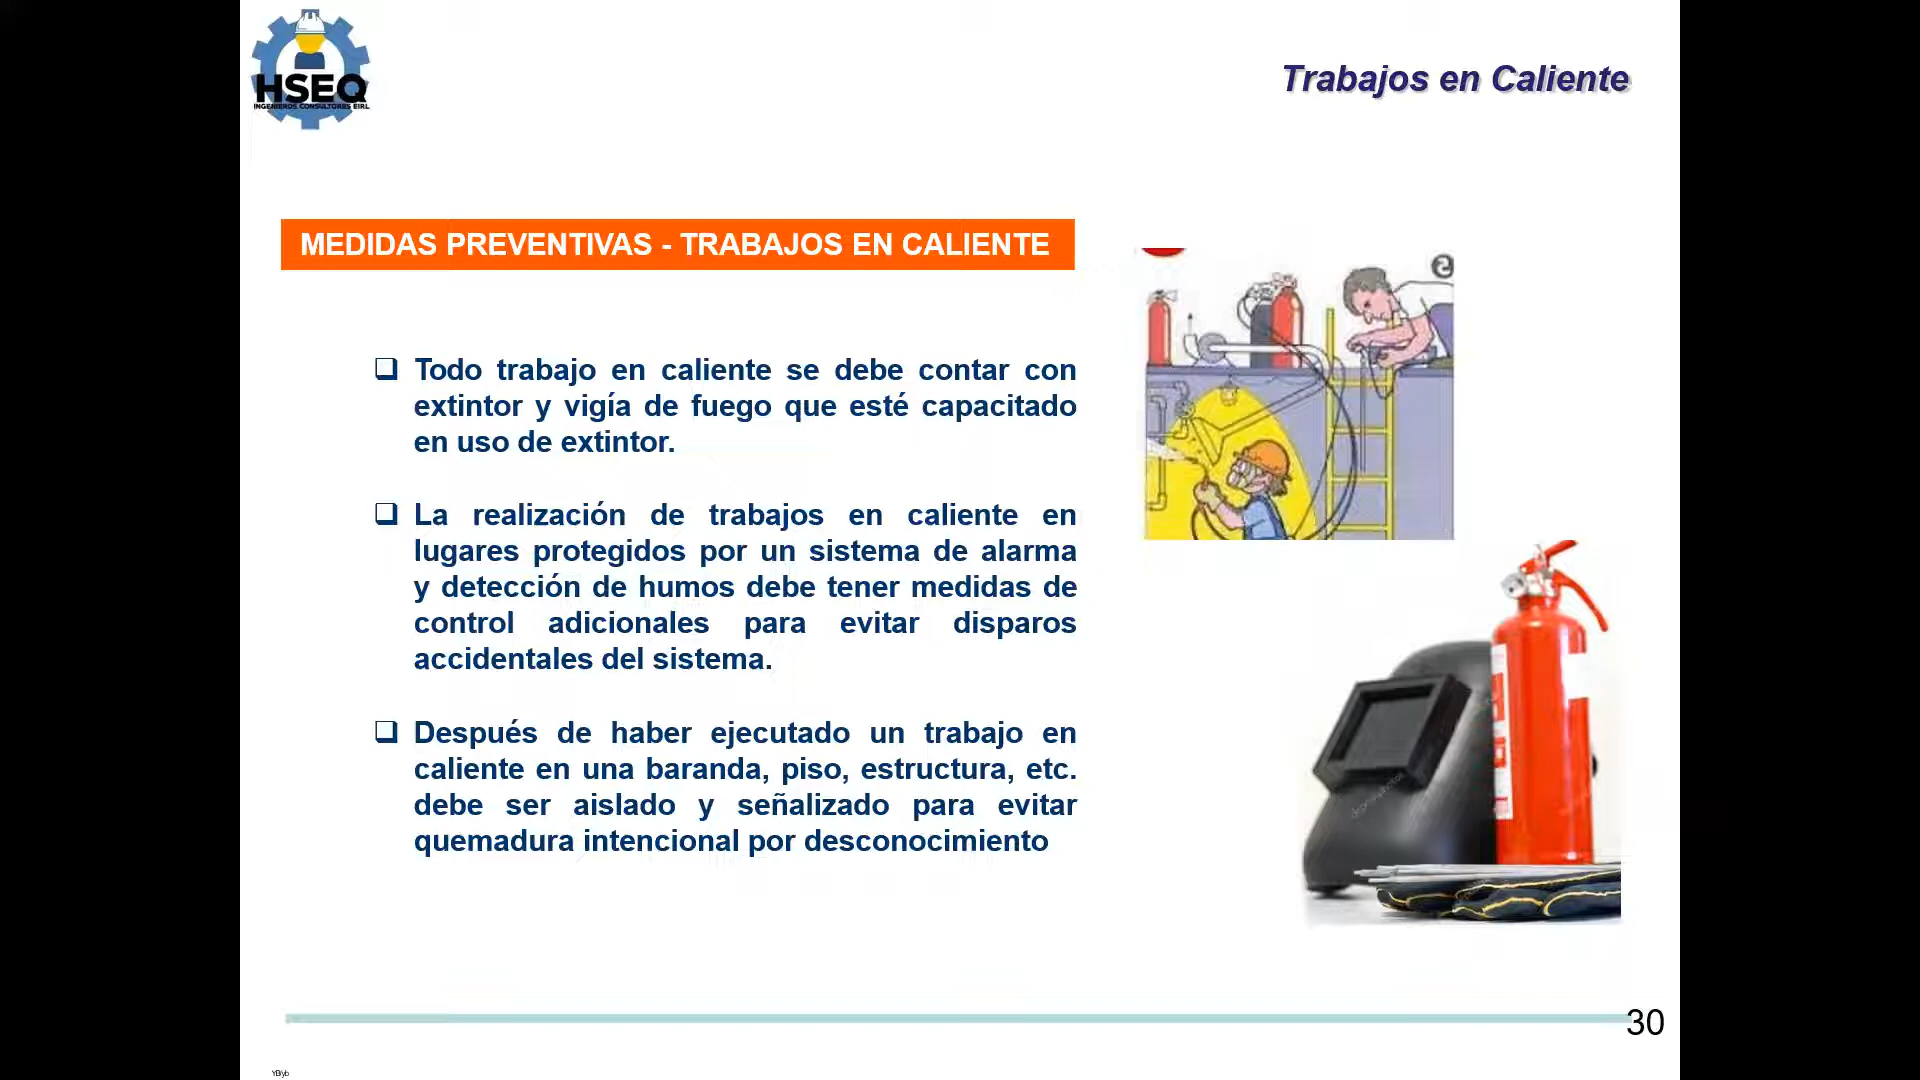 HSEQ
INGENIEROS CONSULTORES EIRL
Trabajos en Caliente
MEDIDAS PREVENTIVAS - TRABAJOS EN CALIENTE
Todo trabajo en caliente se debe contar con
extintor y vigía de fuego que esté capacitado
en uso de extintor.
La realización de trabajos en caliente en
lugares protegidos por un sistema de alarma
y detección de humos debe tener medidas de
control adicionales para evitar disparos
accidentales del sistema.
Después de haber ejecutado un trabajo en
caliente en una baranda, piso, estructura, etc.
debe ser aislado y señalizado para evitar
quemadura intencional por desconocimiento
30